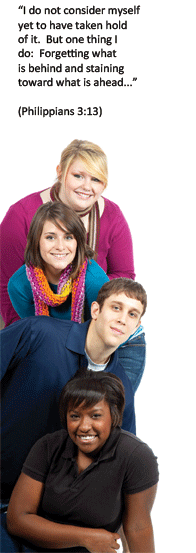 “I do not consider myself
yet to have taken hold
of it.  But one thing I
do:  Forgetting what
is behind and staining
toward what is ahead...”
(Philippians 3:13)